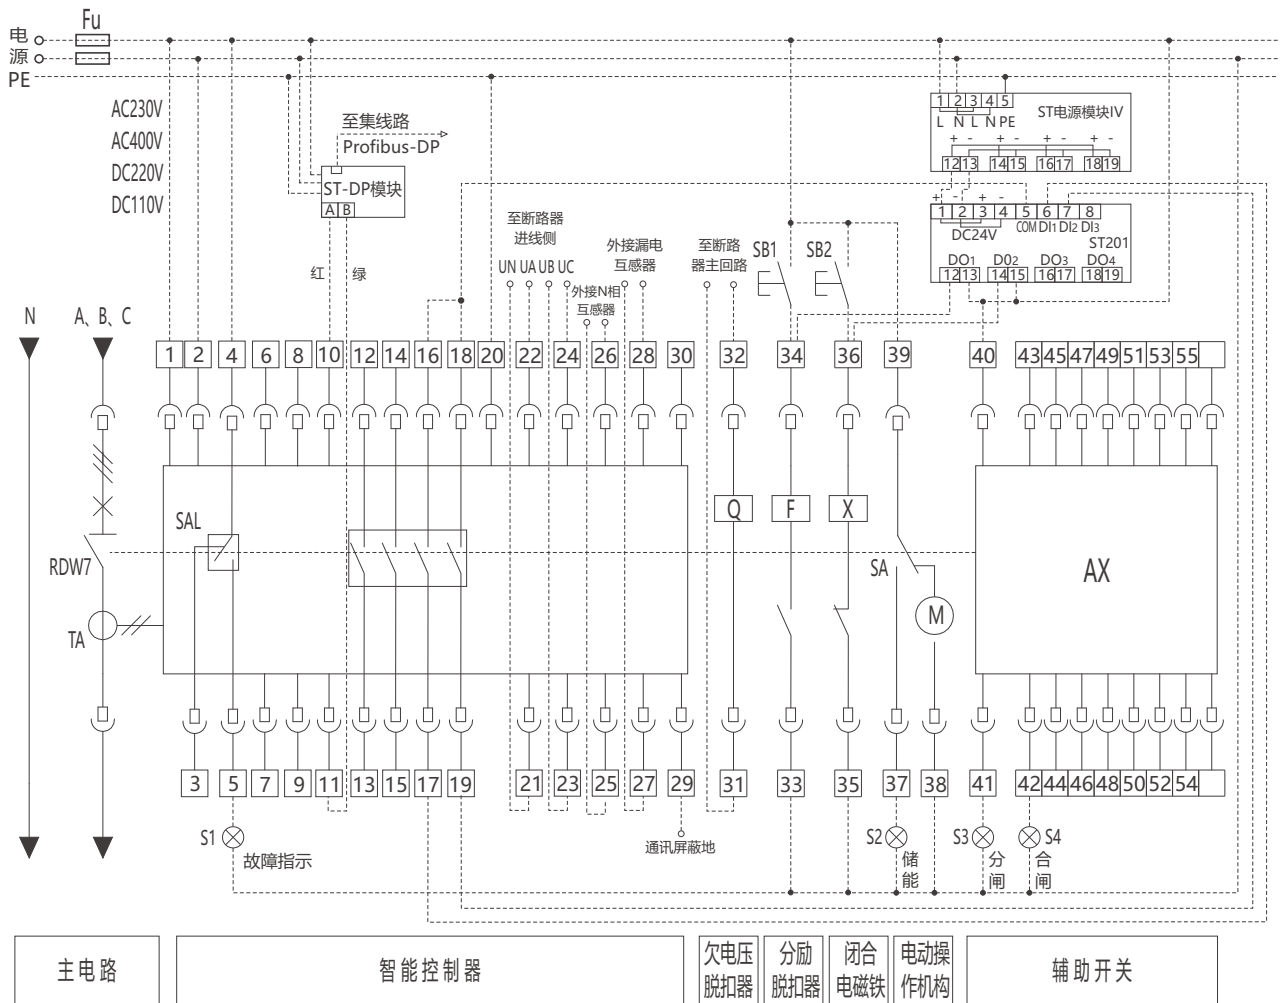 Fu
电
源
PE
AC230V
AC400V
DC220V
DC110V
至集线路
Profibus-DP
ST-DP模块
A B
红 绿
1 2 3 4 5
L N L N PE
ST电源模块IV
+ - + - + - + -
12 13 14 15 16 17 18 19
+ - + -
1 2 3 4 5 6 7 8
DC24V
COM DI1 DI2 DI3
ST201
DO1 DO2 DO3 DO4
12 13 14 15 16 17 18 19
至断路器
进线侧
UN UA UB UC
外接N相
互感器
外接漏电
互感器
至断路
器主回路
SB1
SB2
N
A、B、C
1 2 4 6 8 10 12 14 16 18 20 22 24 26 28 30 32 34 36 39 40 43 45 47 49 51 53 55
SAL
Q
F
X
RDW7
SA
AX
TA
M
3 5 7 9 11 13 15 17 19 21 23 25 27 29 31 33 35 37 38 41 42 44 46 48 50 52 54
S1
故障指示
通讯屏蔽地
S2
储
能
S3
分
闸
S4
合
闸
主电路
智能控制器
欠电压
脱扣器
分励
脱扣器
闭合
电磁铁
电动操
作机构
辅助开关